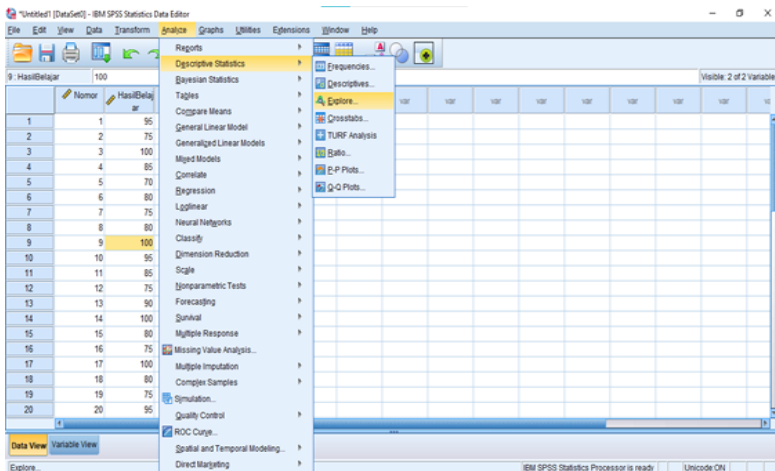 *Untitled1 [DataSet0] - IBM SPSS Statistics Data Editor
File Edit View Data Transform Analyze Graphs Utilities Extensions Window Help
9 : HasilBelajar 100 Visible: 2 of 2 Variable
Nomor HasilBelaj
ar
var var var var var var var
1 1 95
2 2 75
3 3 100
4 4 85
5 5 70
6 6 80
7 7 75
8 8 80
9 9 100
10 10 95
11 11 85
12 12 75
13 13 90
14 14 100
15 15 80
16 16 75
17 17 100
18 18 80
19 19 75
20 20 95
Reports
Descriptive Statistics
Bayesian Statistics
Tables
Compare Means
General Linear Model
Generalized Linear Models
Mixed Models
Correlate
Regression
Loglinear
Neural Networks
Classify
Dimension Reduction
Scale
Nonparametric Tests
Forecasting
Survival
Multiple Response
Missing Value Analysis...
Multiple Imputation
Complex Samples
Simulation...
Quality Control
ROC Curve...
Spatial and Temporal Modeling...
Direct Marketing
Frequencies...
Descriptives...
Explore...
Crosstabs...
TURF Analysis
Ratio...
P-P Plots...
Q-Q Plots...
Data View Variable View
Explore... IBM SPSS Statistics Processor is ready Unicode:ON